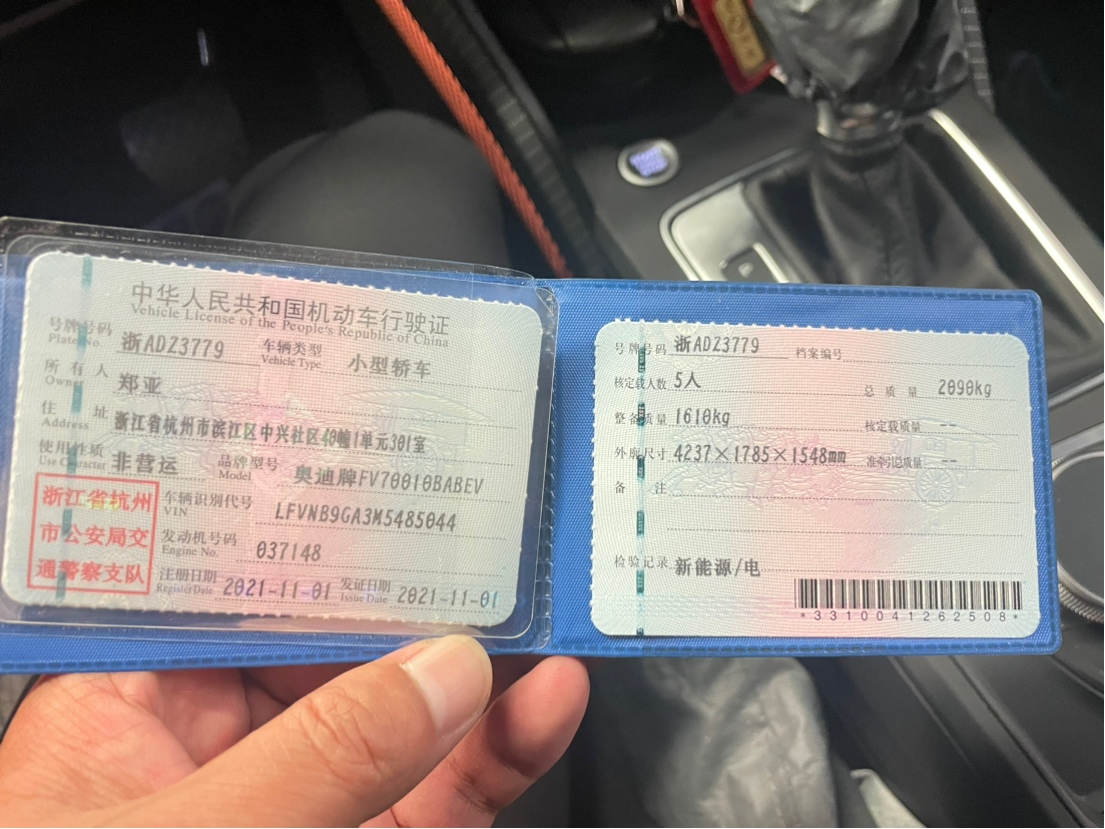 中华人民共和国机动车行驶证
Vehicle License of the People's Republic of China
号牌号码 浙ADZ3779 车辆类型 小型轿车
Plate No. Vehicle Type
所有人 郑亚
Owner
住址 浙江省杭州市滨江区中兴社区40幢1单元301室
Address
使用性质 非营运 品牌型号 奥迪牌FV70010BABEV
Use Character Model
浙江省杭州
市公安局交
通警察支队
车辆识别代号 LFVNB9GA3M5485044
VIN
发动机号码 037148
Engine No.
注册日期 2021-11-01 发证日期 2021-11-01
Register Date Issue Date
号牌号码 浙ADZ3779 档案编号
核定载人数 5人 总质量 2090kg
整备质量 1610kg 核定载质量 --
外廓尺寸 4237×1785×1548mm 准牵引总质量 --
备注
检验记录 新能源/电
*3310041262508*